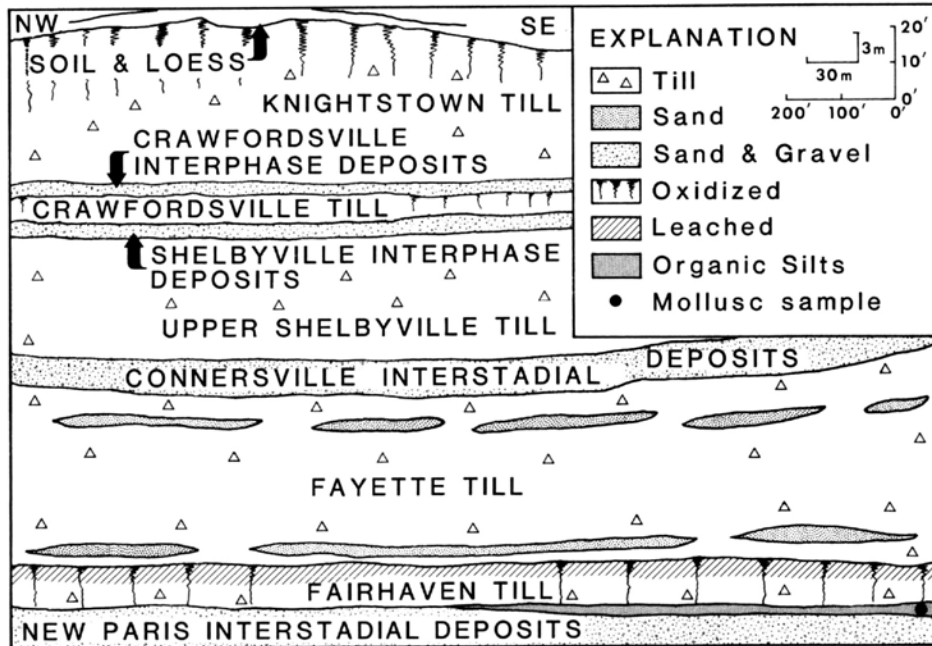 NW
SE
SOIL & LOESS
KNIGHTSTOWN TILL
CRAWFORDSVILLE
INTERPHASE DEPOSITS
CRAWFORDSVILLE TILL
SHELBYVILLE INTERPHASE
DEPOSITS
UPPER SHELBYVILLE TILL
CONNERSVILLE INTERSTADIAL DEPOSITS
FAYETTE TILL
FAIRHAVEN TILL
NEW PARIS INTERSTADIAL DEPOSITS
EXPLANATION
Till
Sand
Sand & Gravel
Oxidized
Leached
Organic Silts
Mollusc sample
20'
3m
10'
30m
0'
200' 100' 0'